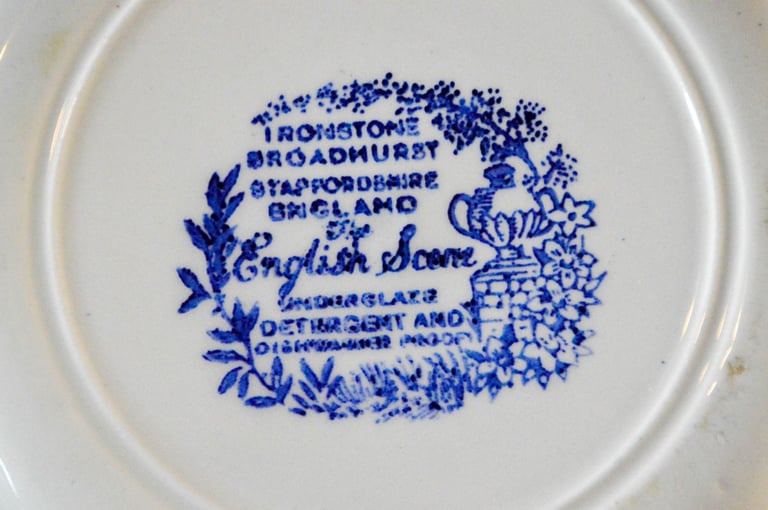 IRONSTONE
BROADHURST
STAFFORDSHIRE
ENGLAND
The
English Scene
UNDERGLAZE
DETERGENT AND
DISHWASHER PROOF